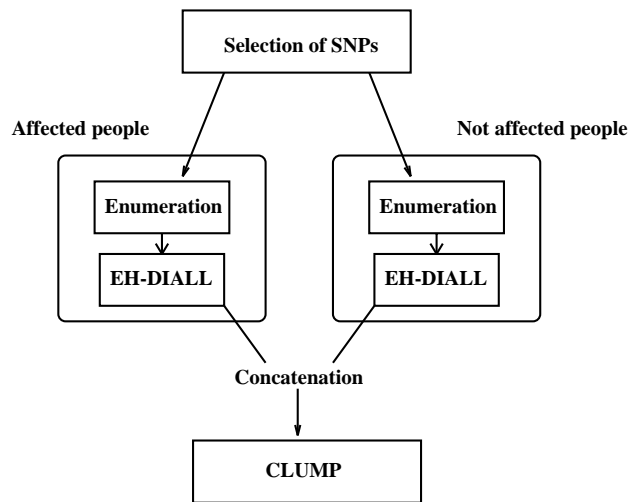 Selection of SNPs
Affected people
Not affected people
Enumeration
Enumeration
EH-DIALL
EH-DIALL
Concatenation
CLUMP